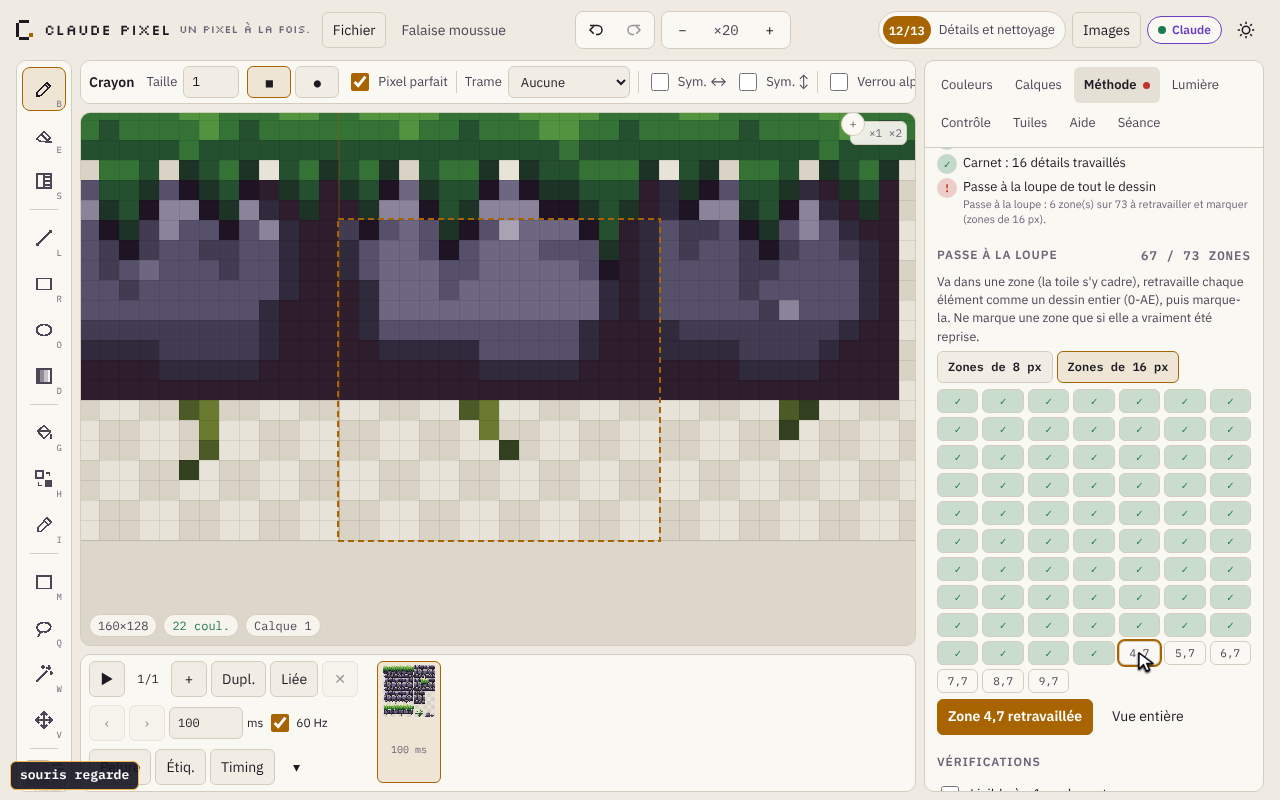 CLAUDE PIXEL UN PIXEL À LA FOIS. Fichier Falaise moussue − ×20 + 12/13 Détails et nettoyage Images Claude
Crayon Taille 1 ■ ● Pixel parfait Trame Aucune Sym. ↔ Sym. ↕ Verrou alp
Couleurs Calques Méthode Lumière
Contrôle Tuiles Aide Séance
B
E
S
L
R
O
D
G
H
I
M
Q
W
V
+ ×1 ×2
✓ Carnet : 16 détails travaillés
! Passe à la loupe de tout le dessin
Passe à la loupe : 6 zone(s) sur 73 à retravailler et marquer
(zones de 16 px).
PASSE À LA LOUPE 67 / 73 ZONES
Va dans une zone (la toile s'y cadre), retravaille chaque
élément comme un dessin entier (0-AE), puis marque-
la. Ne marque une zone que si elle a vraiment été
reprise.
Zones de 8 px Zones de 16 px
✓ ✓ ✓ ✓ ✓ ✓ ✓
✓ ✓ ✓ ✓ ✓ ✓ ✓
✓ ✓ ✓ ✓ ✓ ✓ ✓
✓ ✓ ✓ ✓ ✓ ✓ ✓
✓ ✓ ✓ ✓ ✓ ✓ ✓
✓ ✓ ✓ ✓ ✓ ✓ ✓
✓ ✓ ✓ ✓ ✓ ✓ ✓
✓ ✓ ✓ ✓ ✓ ✓ ✓
✓ ✓ ✓ ✓ ✓ ✓ ✓
✓ ✓ ✓ ✓ 4,7 5,7 6,7
7,7 8,7 9,7
Zone 4,7 retravaillée Vue entière
VÉRIFICATIONS
160×128 22 coul. Calque 1
▶ 1/1 + Dupl. Liée ✕
‹ › 100 ms 60 Hz
Étiq. Timing ▼
100 ms
souris regarde